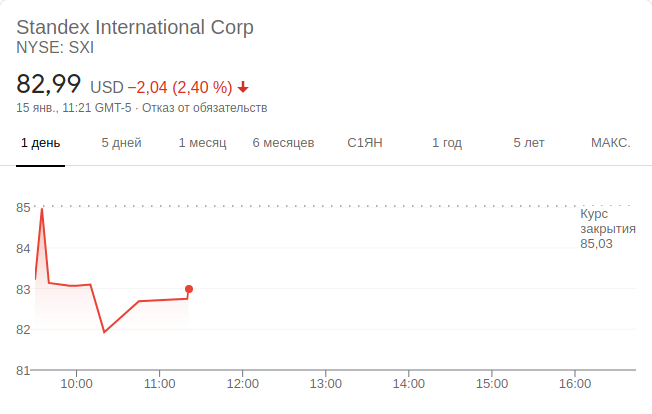 Standex International Corp
NYSE: SXI
82,99 USD −2,04 (2,40 %)
15 янв., 11:21 GMT-5 · Отказ от обязательств
1 день 5 дней 1 месяц 6 месяцев С1ЯН 1 год 5 лет МАКС.
85
Курс
закрытия
85,03
84
83
82
81
10:00 11:00 12:00 13:00 14:00 15:00 16:00